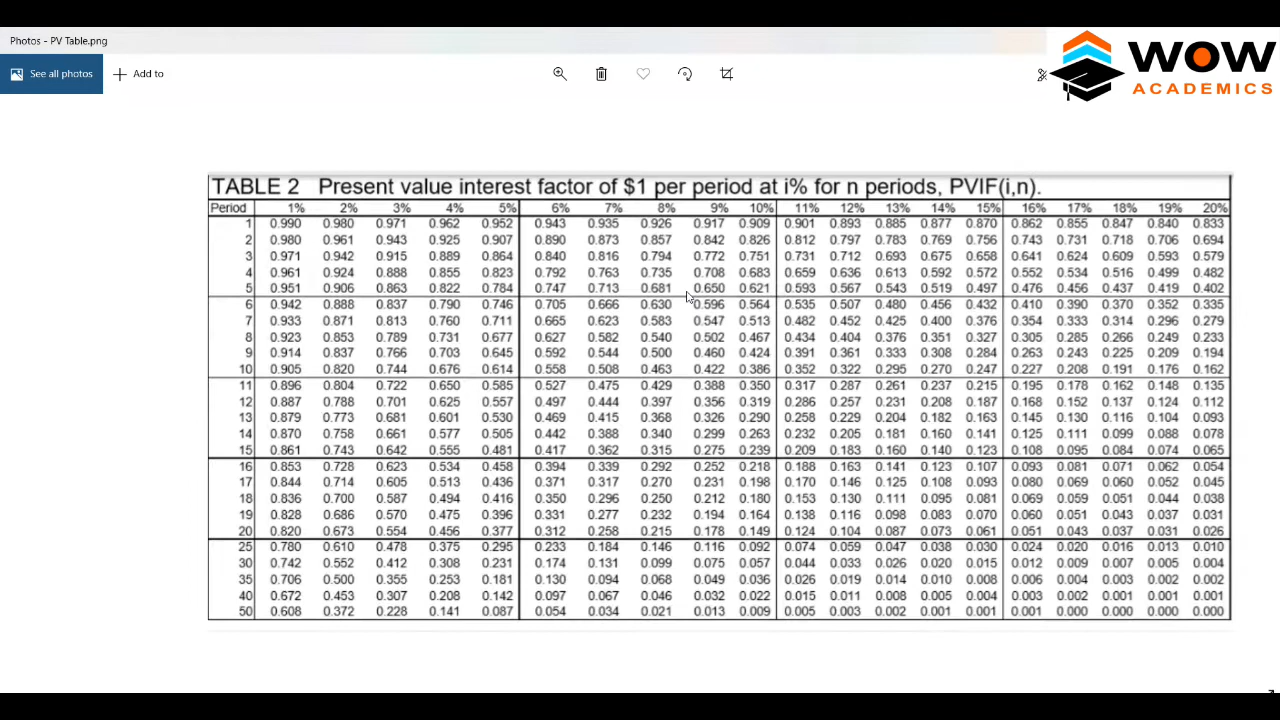 Photos - PV Table.png
See all photos
Add to
WOW
ACADEMICS
TABLE 2 Present value interest factor of $1 per period at i% for n periods, PVIF(i,n).
Period 1% 2% 3% 4% 5% 6% 7% 8% 9% 10% 11% 12% 13% 14% 15% 16% 17% 18% 19% 20%
1 0.990 0.980 0.971 0.962 0.952 0.943 0.935 0.926 0.917 0.909 0.901 0.893 0.885 0.877 0.870 0.862 0.855 0.847 0.840 0.833
2 0.980 0.961 0.943 0.925 0.907 0.890 0.873 0.857 0.842 0.826 0.812 0.797 0.783 0.769 0.756 0.743 0.731 0.718 0.706 0.694
3 0.971 0.942 0.915 0.889 0.864 0.840 0.816 0.794 0.772 0.751 0.731 0.712 0.693 0.675 0.658 0.641 0.624 0.609 0.593 0.579
4 0.961 0.924 0.888 0.855 0.823 0.792 0.763 0.735 0.708 0.683 0.659 0.636 0.613 0.592 0.572 0.552 0.534 0.516 0.499 0.482
5 0.951 0.906 0.863 0.822 0.784 0.747 0.713 0.681 0.650 0.621 0.593 0.567 0.543 0.519 0.497 0.476 0.456 0.437 0.419 0.402
6 0.942 0.888 0.837 0.790 0.746 0.705 0.666 0.630 0.596 0.564 0.535 0.507 0.480 0.456 0.432 0.410 0.390 0.370 0.352 0.335
7 0.933 0.871 0.813 0.760 0.711 0.665 0.623 0.583 0.547 0.513 0.482 0.452 0.425 0.400 0.376 0.354 0.333 0.314 0.296 0.279
8 0.923 0.853 0.789 0.731 0.677 0.627 0.582 0.540 0.502 0.467 0.434 0.404 0.376 0.351 0.327 0.305 0.285 0.266 0.249 0.233
9 0.914 0.837 0.766 0.703 0.645 0.592 0.544 0.500 0.460 0.424 0.391 0.361 0.333 0.308 0.284 0.263 0.243 0.225 0.209 0.194
10 0.905 0.820 0.744 0.676 0.614 0.558 0.508 0.463 0.422 0.386 0.352 0.322 0.295 0.270 0.247 0.227 0.208 0.191 0.176 0.162
11 0.896 0.804 0.722 0.650 0.585 0.527 0.475 0.429 0.388 0.350 0.317 0.287 0.261 0.237 0.215 0.195 0.178 0.162 0.148 0.135
12 0.887 0.788 0.701 0.625 0.557 0.497 0.444 0.397 0.356 0.319 0.286 0.257 0.231 0.208 0.187 0.168 0.152 0.137 0.124 0.112
13 0.879 0.773 0.681 0.601 0.530 0.469 0.415 0.368 0.326 0.290 0.258 0.229 0.204 0.182 0.163 0.145 0.130 0.116 0.104 0.093
14 0.870 0.758 0.661 0.577 0.505 0.442 0.388 0.340 0.299 0.263 0.232 0.205 0.181 0.160 0.141 0.125 0.111 0.099 0.088 0.078
15 0.861 0.743 0.642 0.555 0.481 0.417 0.362 0.315 0.275 0.239 0.209 0.183 0.160 0.140 0.123 0.108 0.095 0.084 0.074 0.065
16 0.853 0.728 0.623 0.534 0.458 0.394 0.339 0.292 0.252 0.218 0.188 0.163 0.141 0.123 0.107 0.093 0.081 0.071 0.062 0.054
17 0.844 0.714 0.605 0.513 0.436 0.371 0.317 0.270 0.231 0.198 0.170 0.146 0.125 0.108 0.093 0.080 0.069 0.060 0.052 0.045
18 0.836 0.700 0.587 0.494 0.416 0.350 0.296 0.250 0.212 0.180 0.153 0.130 0.111 0.095 0.081 0.069 0.059 0.051 0.044 0.038
19 0.828 0.686 0.570 0.475 0.396 0.331 0.277 0.232 0.194 0.164 0.138 0.116 0.098 0.083 0.070 0.060 0.051 0.043 0.037 0.031
20 0.820 0.673 0.554 0.456 0.377 0.312 0.258 0.215 0.178 0.149 0.124 0.104 0.087 0.073 0.061 0.051 0.043 0.037 0.031 0.026
25 0.780 0.610 0.478 0.375 0.295 0.233 0.184 0.146 0.116 0.092 0.074 0.059 0.047 0.038 0.030 0.024 0.020 0.016 0.013 0.010
30 0.742 0.552 0.412 0.308 0.231 0.174 0.131 0.099 0.075 0.057 0.044 0.033 0.026 0.020 0.015 0.012 0.009 0.007 0.005 0.004
35 0.706 0.500 0.355 0.253 0.181 0.130 0.094 0.068 0.049 0.036 0.026 0.019 0.014 0.010 0.008 0.006 0.004 0.003 0.002 0.002
40 0.672 0.453 0.307 0.208 0.142 0.097 0.067 0.046 0.032 0.022 0.015 0.011 0.008 0.005 0.004 0.003 0.002 0.001 0.001 0.001
50 0.608 0.372 0.228 0.141 0.087 0.054 0.034 0.021 0.013 0.009 0.005 0.003 0.002 0.001 0.001 0.001 0.000 0.000 0.000 0.000